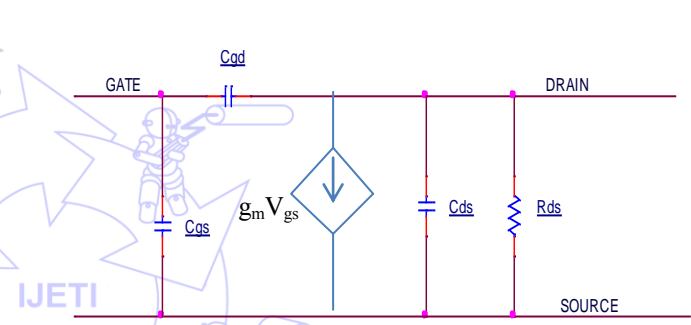 Cgd
GATE
DRAIN
gmVgs
Cgs
Cds
Rds
IJETI
SOURCE